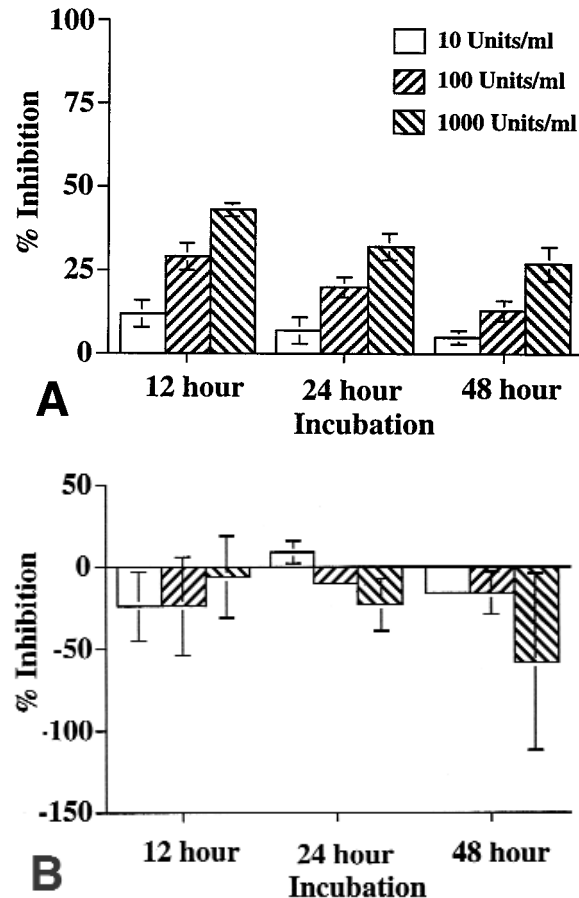 100
75
50
25
0
% Inhibition
10 Units/ml
100 Units/ml
1000 Units/ml
12 hour 24 hour 48 hour
Incubation
A
50
0
-50
-100
-150
% Inhibition
12 hour 24 hour 48 hour
Incubation
B